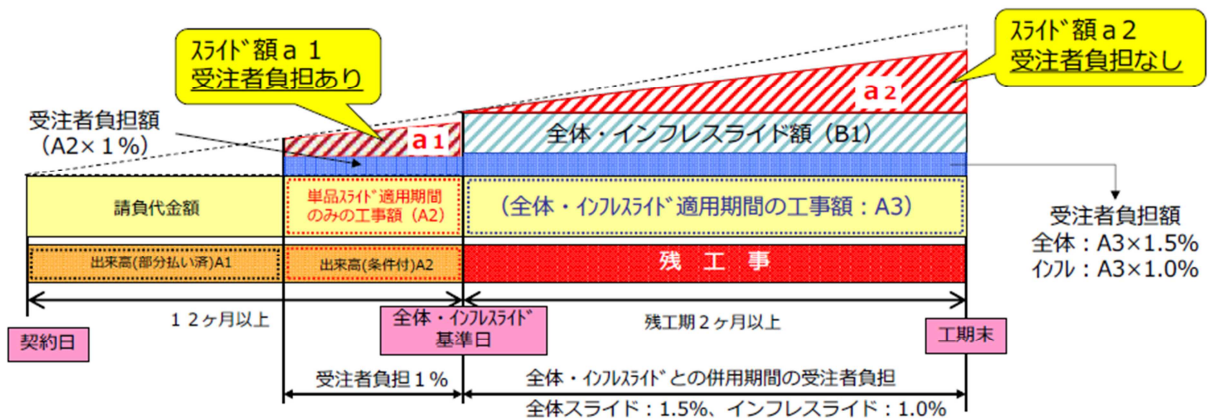 ｽﾗｲﾄﾞ額ａ１
受注者負担あり
ｽﾗｲﾄﾞ額ａ２
受注者負担なし
受注者負担額
（A2×１%）
ａ１
ａ２
全体・インフレスライド額（B1）
請負代金額
単品ｽﾗｲﾄﾞ適用期間
のみの工事額（A2）
（全体・ｲﾝﾌﾚｽﾗｲﾄﾞ適用期間の工事額：A3）
受注者負担額
全体：A3×1.5%
ｲﾝﾌﾚ：A3×1.0%
出来高(部分払い済)A1
出来高(条件付)A2
残　工　事
１２ヶ月以上
残工期２ヶ月以上
契約日
全体・ｲﾝﾌﾚｽﾗｲﾄﾞ
基準日
工期末
受注者負担１%
全体・ｲﾝﾌﾚｽﾗｲﾄﾞとの併用期間の受注者負担
全体スライド：1.5%、インフレスライド：1.0%